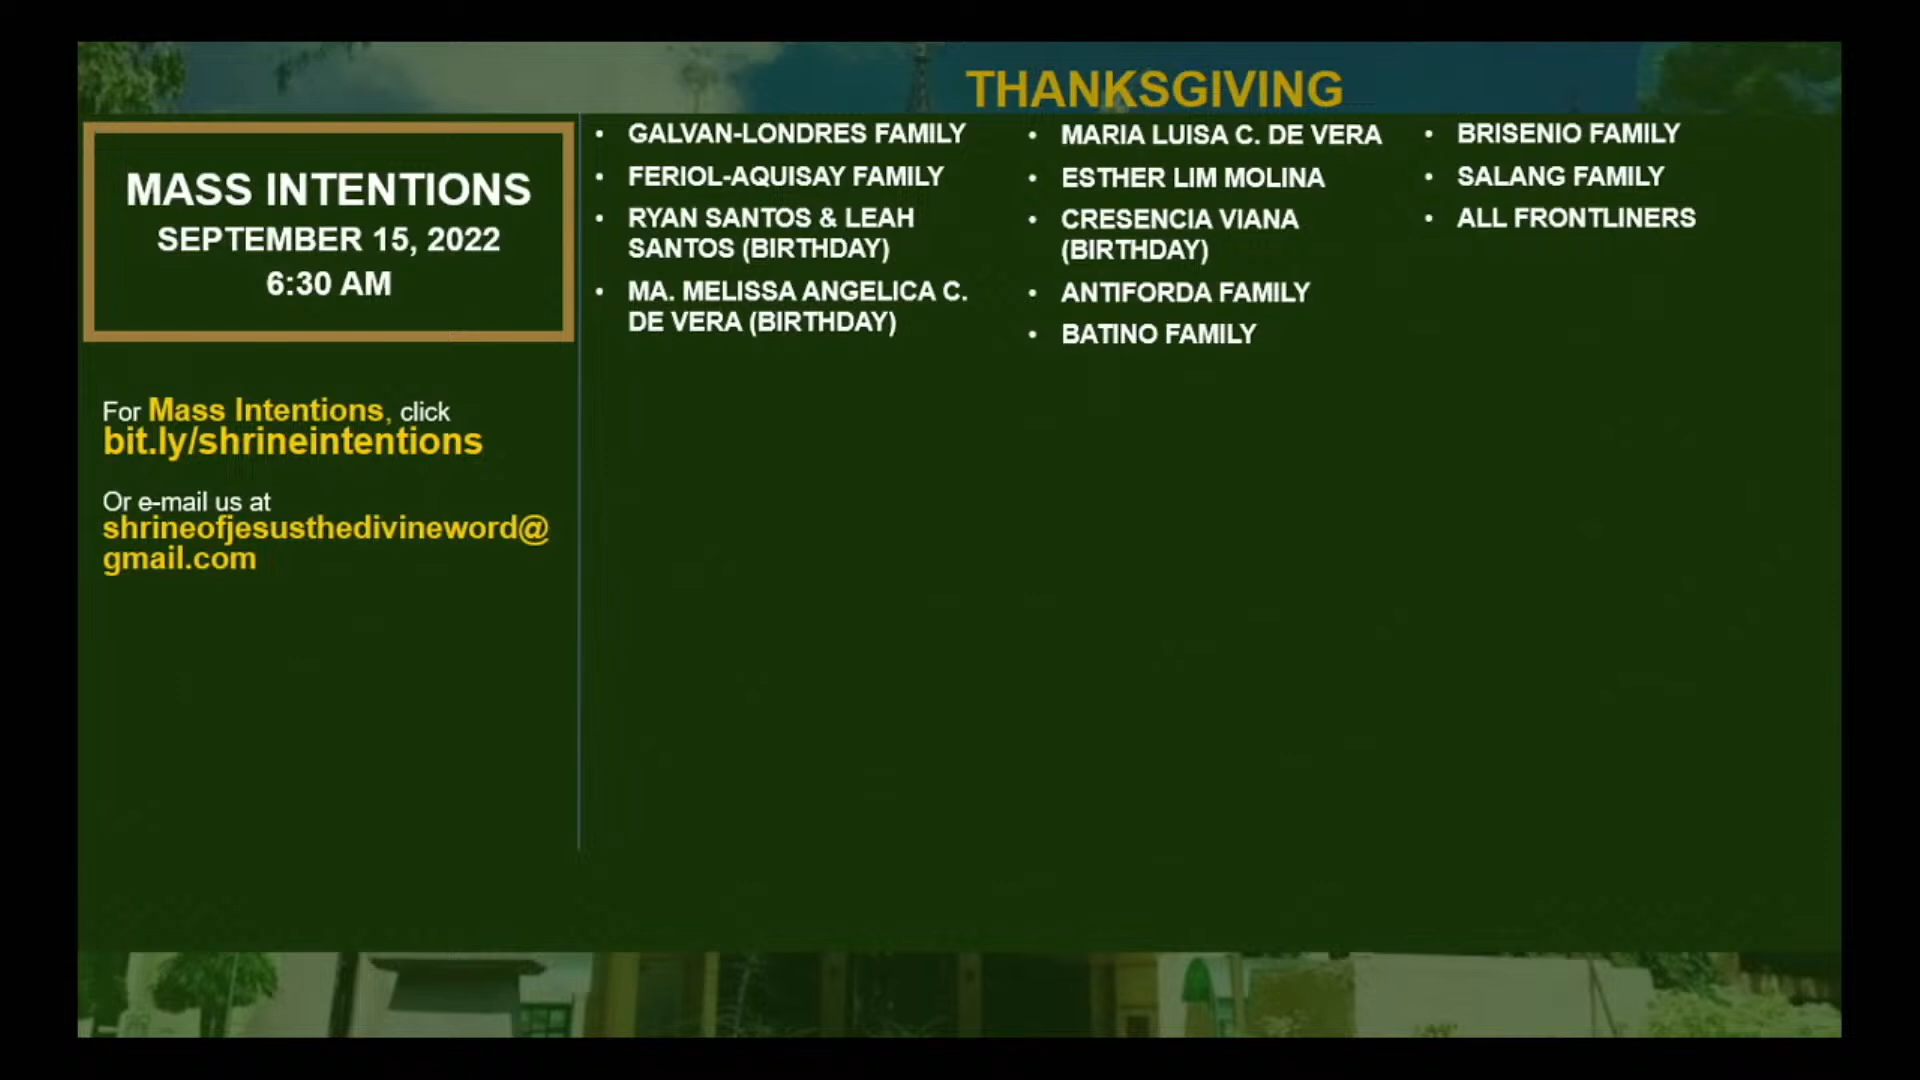 THANKSGIVING
MASS INTENTIONS
SEPTEMBER 15, 2022
6:30 AM
For Mass Intentions, click
bit.ly/shrineintentions
Or e-mail us at
shrineofjesusthedivineword@
gmail.com
• GALVAN-LONDRES FAMILY
• FERIOL-AQUISAY FAMILY
• RYAN SANTOS & LEAH
SANTOS (BIRTHDAY)
• MA. MELISSA ANGELICA C.
DE VERA (BIRTHDAY)
• MARIA LUISA C. DE VERA
• ESTHER LIM MOLINA
• CRESENCIA VIANA
(BIRTHDAY)
• ANTIFORDA FAMILY
• BATINO FAMILY
• BRISENIO FAMILY
• SALANG FAMILY
• ALL FRONTLINERS